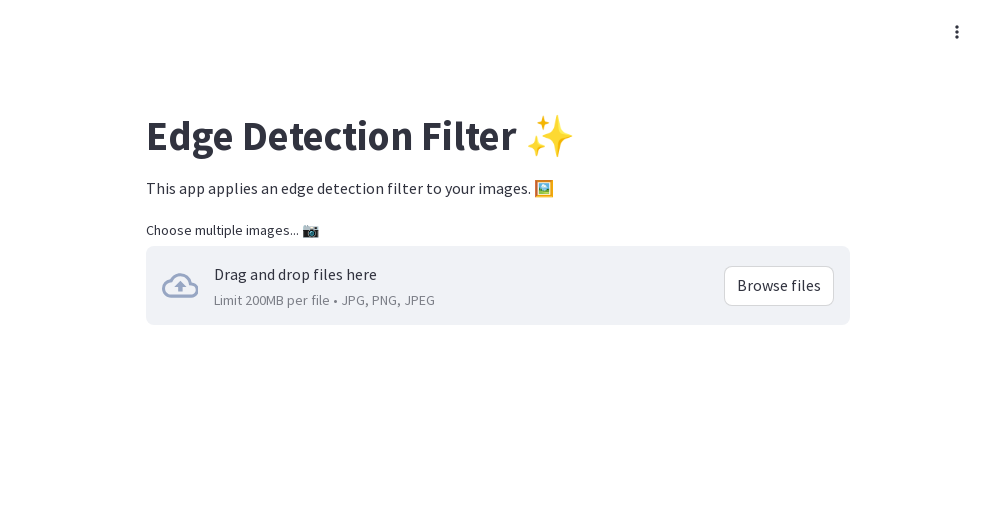 Edge Detection Filter ✨
This app applies an edge detection filter to your images. 🖼️
Choose multiple images... 📷
Drag and drop files here
Limit 200MB per file • JPG, PNG, JPEG
Browse files